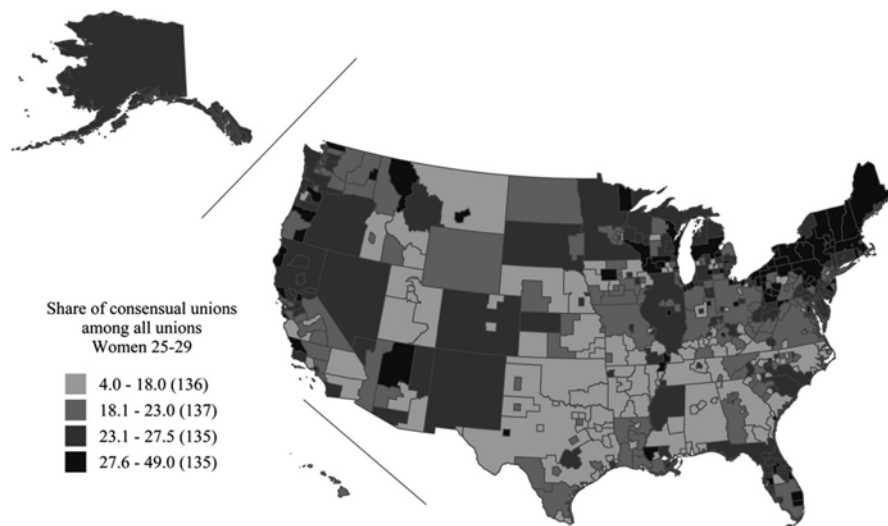 Share of consensual unions
among all unions
Women 25-29
4.0 - 18.0 (136)
18.1 - 23.0 (137)
23.1 - 27.5 (135)
27.6 - 49.0 (135)